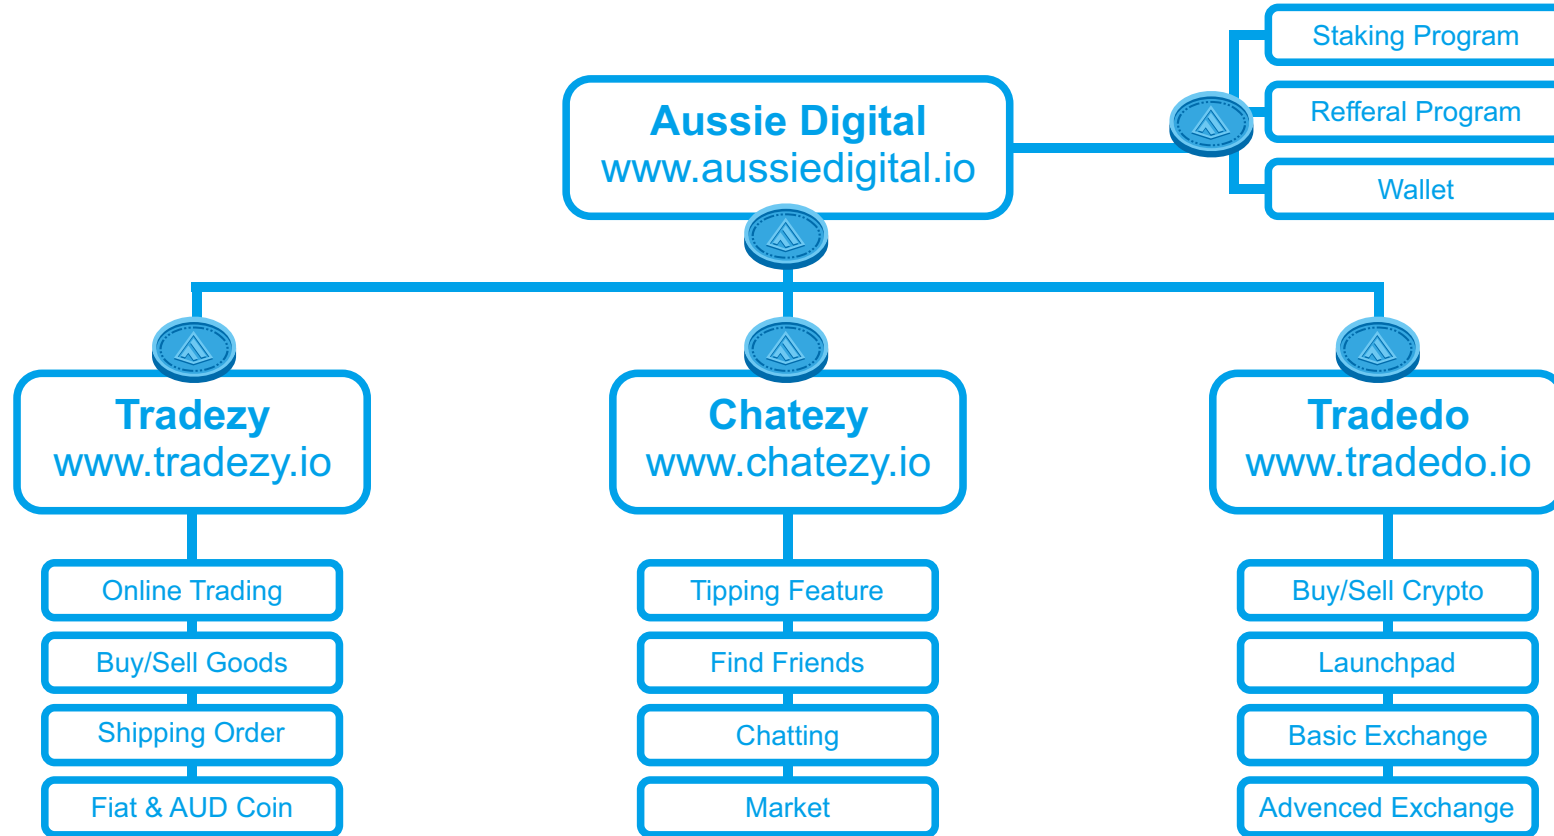 Staking Program
Refferal Program
Wallet
Aussie Digital
www.aussiedigital.io
Tradezy
www.tradezy.io
Online Trading
Buy/Sell Goods
Shipping Order
Fiat & AUD Coin
Chatezy
www.chatezy.io
Tipping Feature
Find Friends
Chatting
Market
Tradedo
www.tradedo.io
Buy/Sell Crypto
Launchpad
Basic Exchange
Advenced Exchange